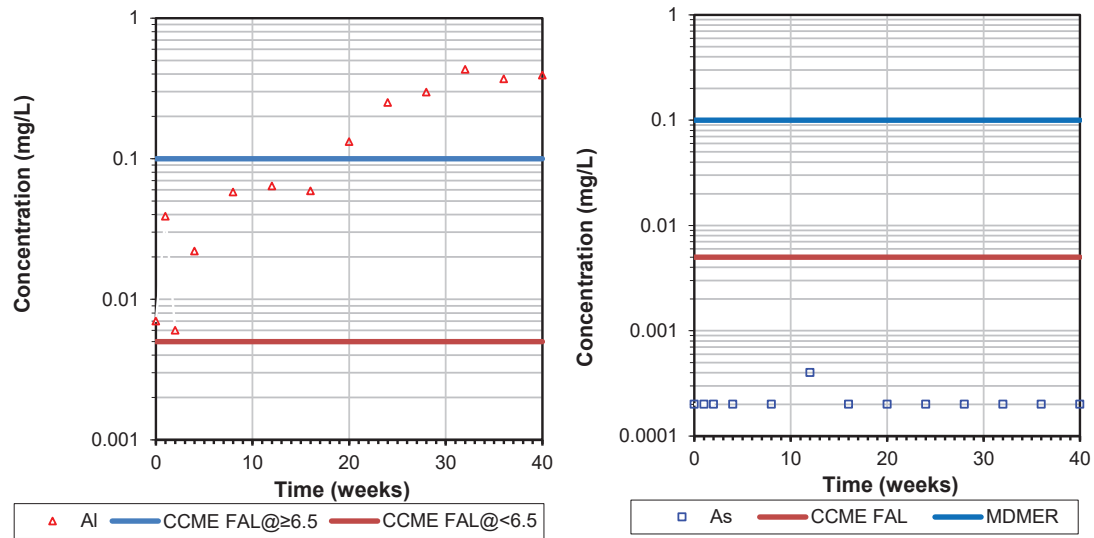 1
0.1
0.01
0.001
Concentration (mg/L)
0 10 20 30 40
Time (weeks)
Al CCME FAL@≥6.5 CCME FAL@<6.5
1
0.1
0.01
0.001
0.0001
Concentration (mg/L)
0 10 20 30 40
Time (weeks)
As CCME FAL MDMER